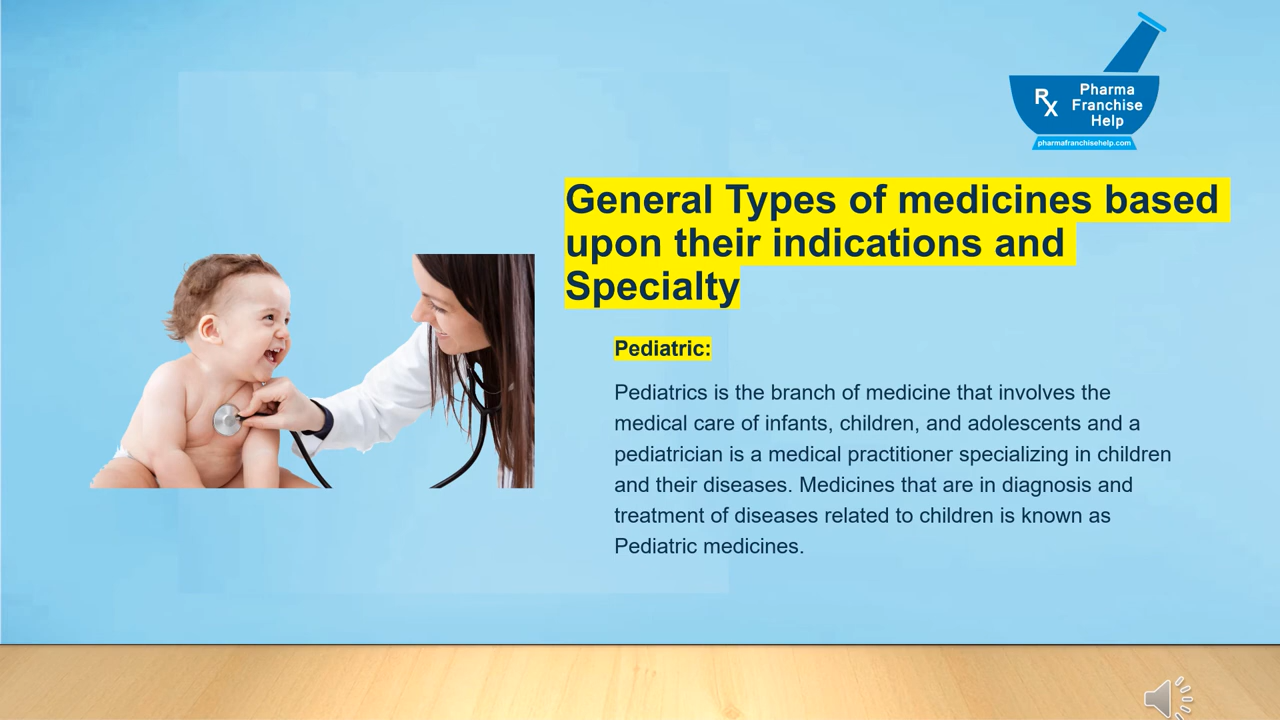 Rx
Pharma
Franchise
Help
pharmafranchisehelp.com
General Types of medicines based
upon their indications and
Specialty
Pediatric:
Pediatrics is the branch of medicine that involves the
medical care of infants, children, and adolescents and a
pediatrician is a medical practitioner specializing in children
and their diseases. Medicines that are in diagnosis and
treatment of diseases related to children is known as
Pediatric medicines.